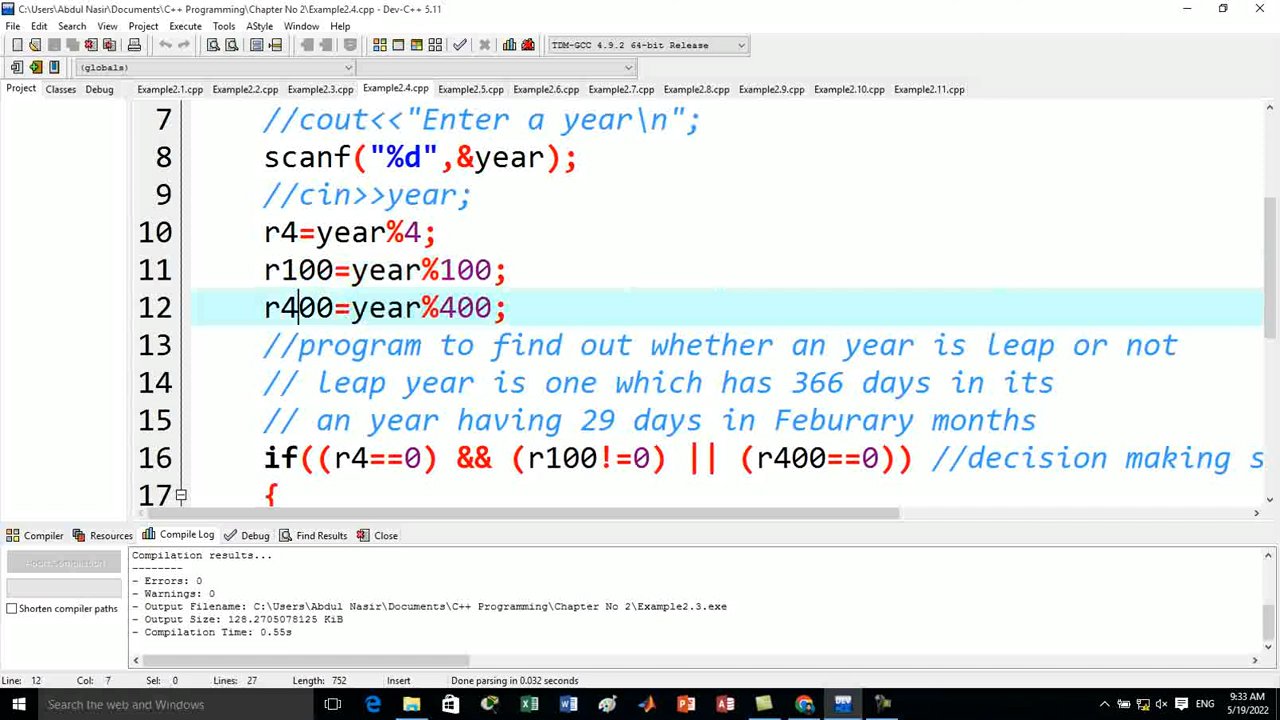 C:\Users\Abdul Nasir\Documents\C++ Programming\Chapter No 2\Example2.4.cpp - Dev-C++ 5.11
File Edit Search View Project Execute Tools AStyle Window Help
TDM-GCC 4.9.2 64-bit Release
(globals)
Project Classes Debug Example2.1.cpp Example2.2.cpp Example2.3.cpp Example2.4.cpp Example2.5.cpp Example2.6.cpp Example2.7.cpp Example2.8.cpp Example2.9.cpp Example2.10.cpp Example2.11.cpp
7 //cout<<"Enter a year\n";
8 scanf("%d",&year);
9 //cin>>year;
10 r4=year%4;
11 r100=year%100;
12 r400=year%400;
13 //program to find out whether an year is leap or not
14 // leap year is one which has 366 days in its
15 // an year having 29 days in Feburary months
16 if((r4==0) && (r100!=0) || (r400==0)) //decision making s
17 {
Compiler Resources Compile Log Debug Find Results Close
Compilation results...
--------
Abort Compilation
- Errors: 0
- Warnings: 0
- Output Filename: C:\Users\Abdul Nasir\Documents\C++ Programming\Chapter No 2\Example2.3.exe
Shorten compiler paths
- Output Size: 128.2705078125 KiB
- Compilation Time: 0.55s
Line: 12 Col: 7 Sel: 0 Lines: 27 Length: 752 Insert Done parsing in 0.032 seconds
Search the web and Windows
DEV
ENG
9:33 AM
5/19/2022